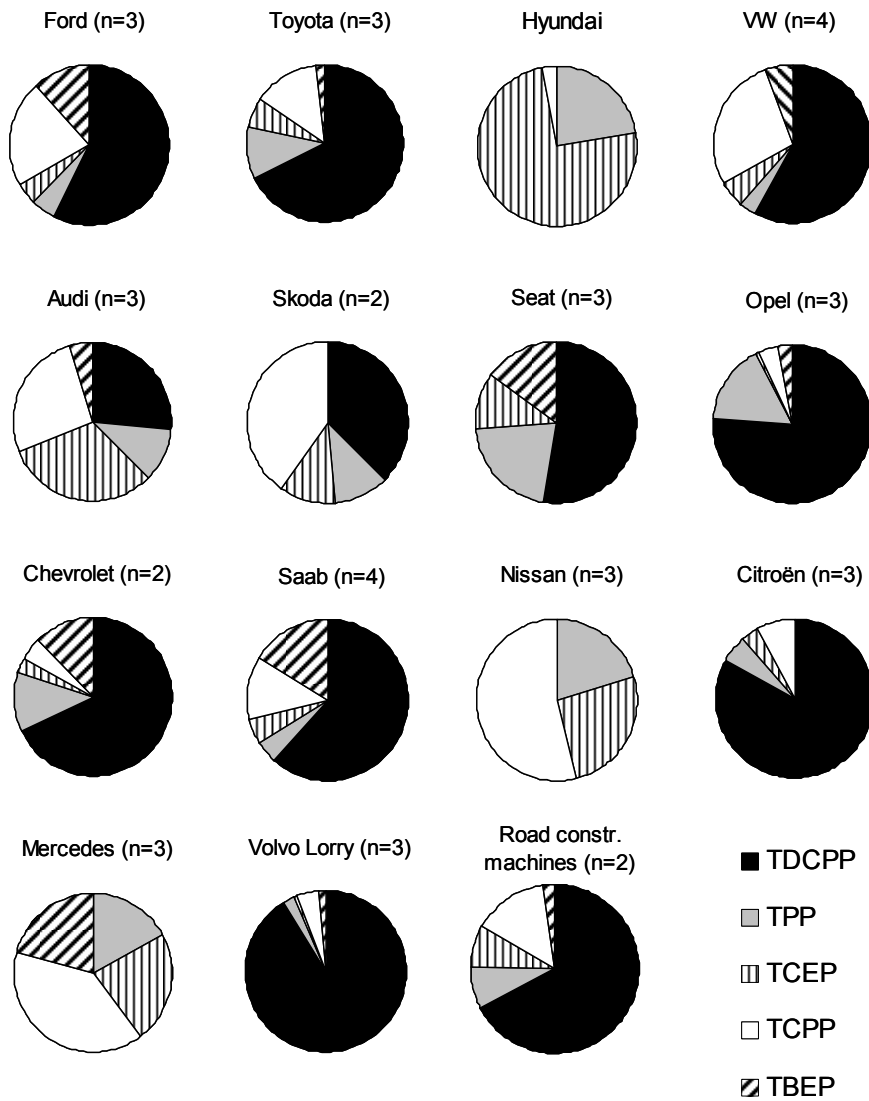 Ford (n=3)
Toyota (n=3)
Hyundai
VW (n=4)
Audi (n=3)
Skoda (n=2)
Seat (n=3)
Opel (n=3)
Chevrolet (n=2)
Saab (n=4)
Nissan (n=3)
Citroën (n=3)
Mercedes (n=3)
Volvo Lorry (n=3)
Road constr.
machines (n=2)
TDCPP
TPP
TCEP
TCPP
TBEP